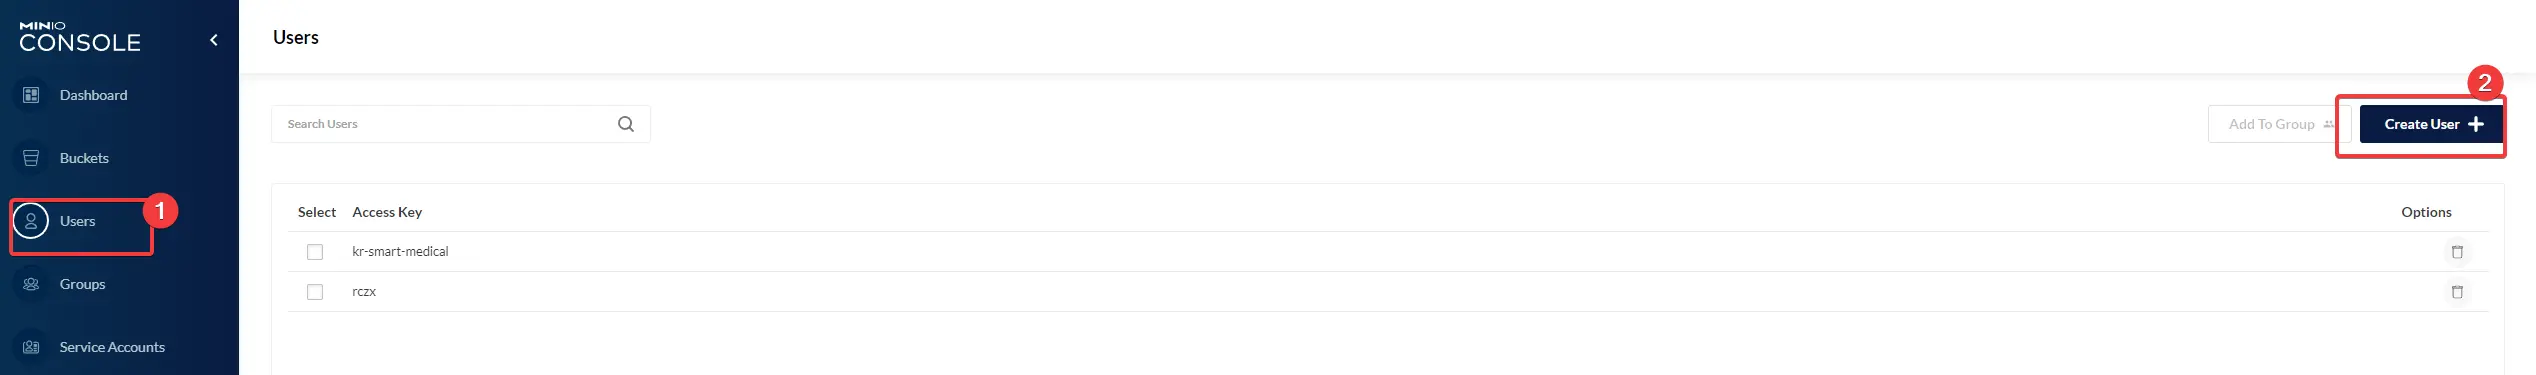 MINIO
CONSOLE
Dashboard
Buckets
Users
1
Groups
Service Accounts
Users
Search Users
Add To Group
Create User
2
Select Access Key Options
kr-smart-medical
rczx